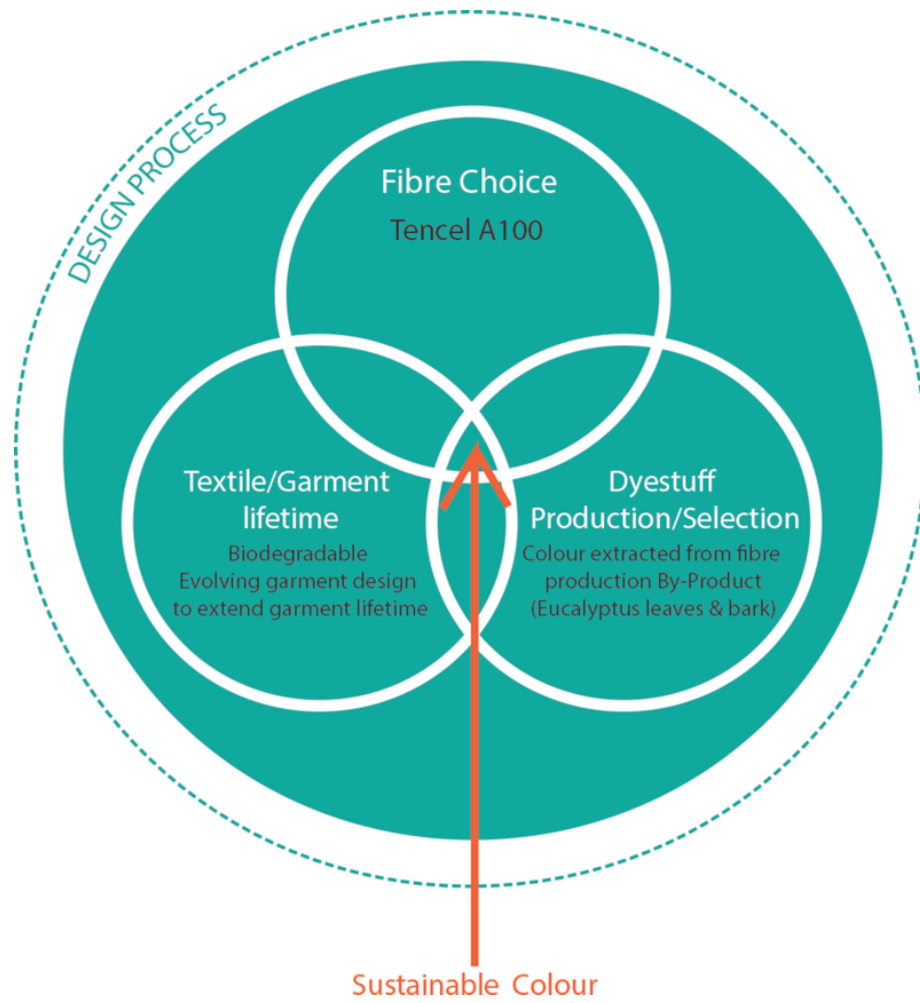 DESIGN PROCESS
Fibre Choice
Tencel A100
Textile/Garment
lifetime
Biodegradable
Evolving garment design
to extend garment lifetime
Dyestuff
Production/Selection
Colour extracted from fibre
production By-Product
(Eucalyptus leaves & bark)
Sustainable Colour